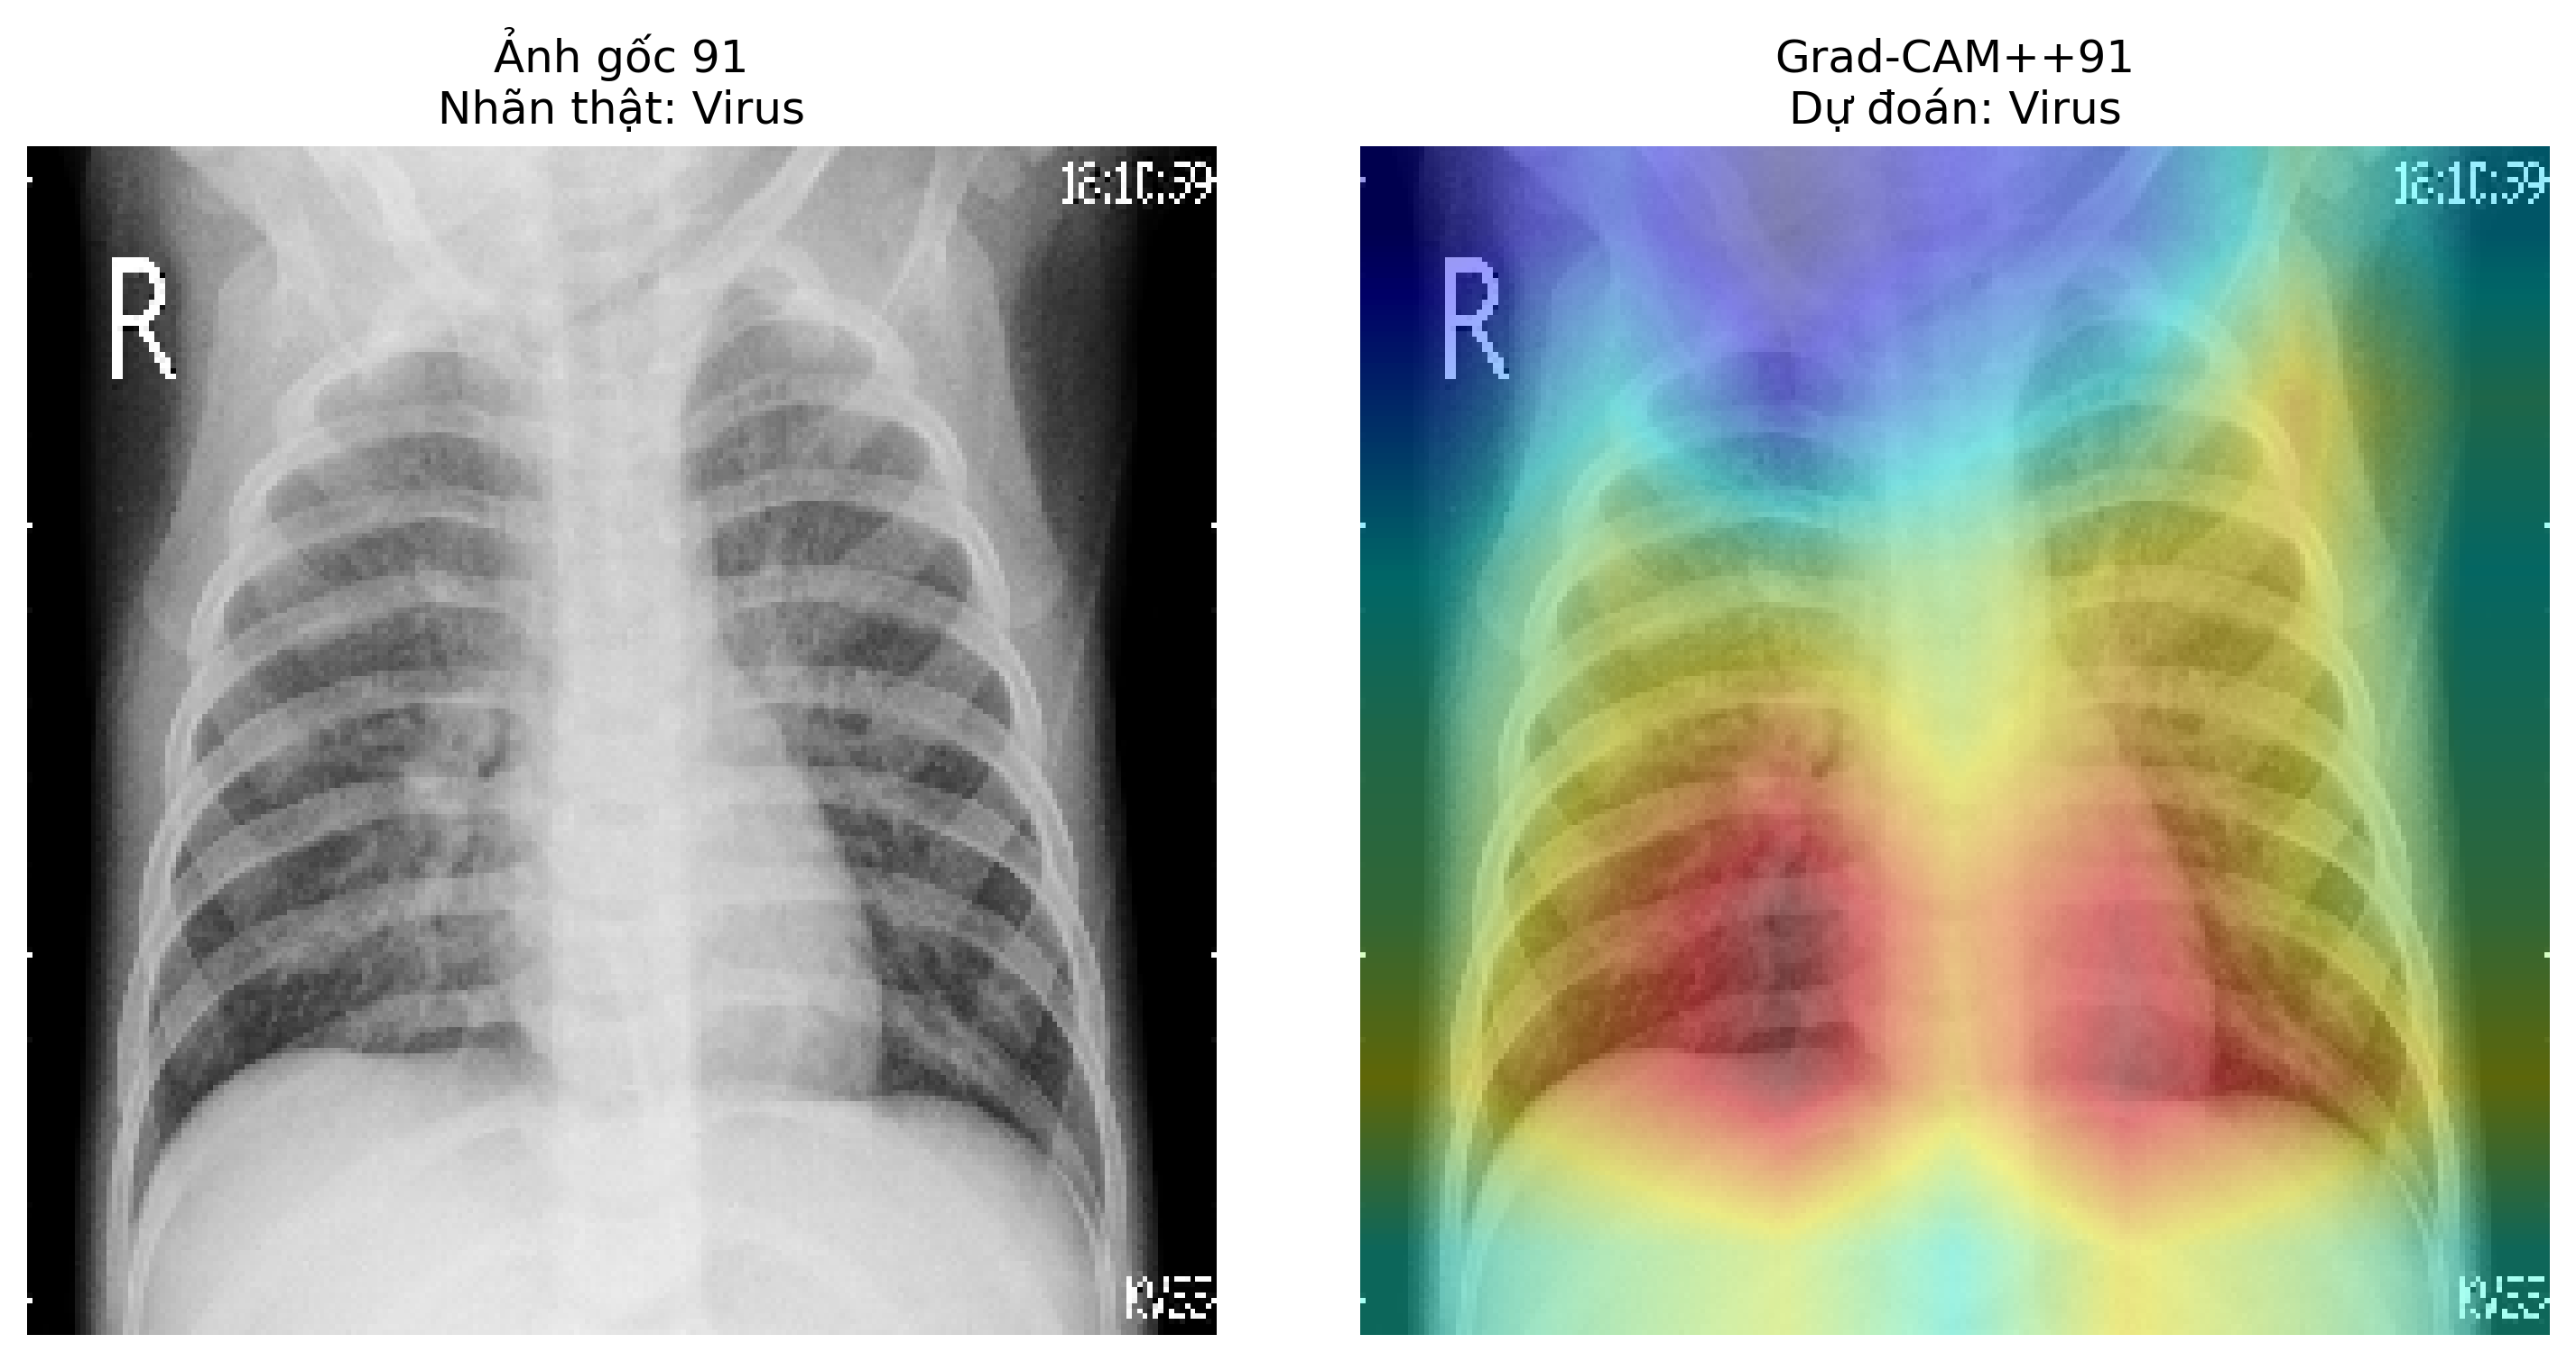 Ảnh gốc 91
Nhãn thật: Virus
Grad-CAM++91
Dự đoán: Virus
R